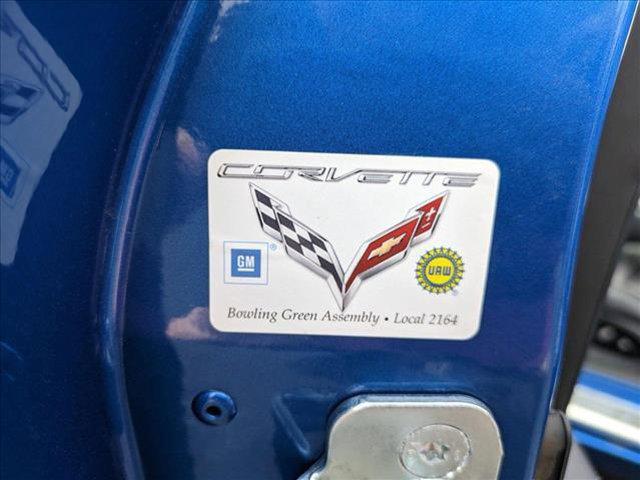 CORVETTE
GM
®
UAW
®
Bowling Green Assembly • Local 2164